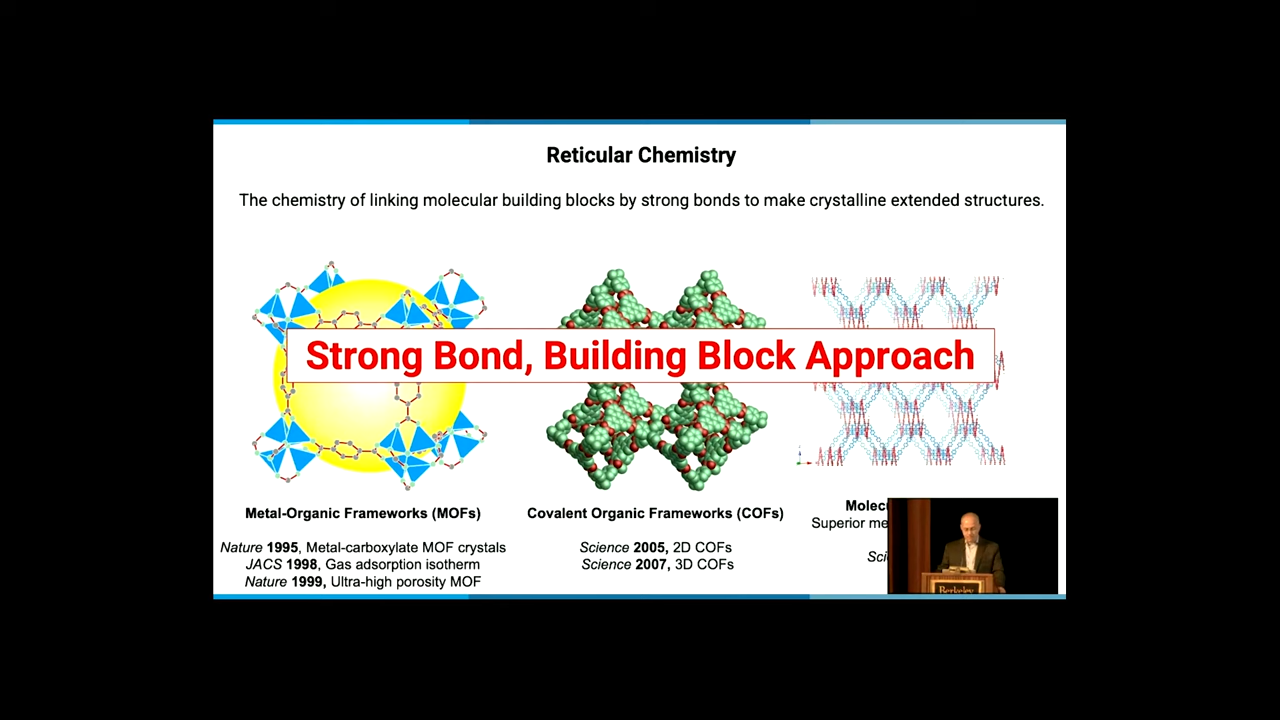 Reticular Chemistry
The chemistry of linking molecular building blocks by strong bonds to make crystalline extended structures.
Strong Bond, Building Block Approach
Metal-Organic Frameworks (MOFs)
Nature 1995, Metal-carboxylate MOF crystals
JACS 1998, Gas adsorption isotherm
Nature 1999, Ultra-high porosity MOF
Covalent Organic Frameworks (COFs)
Science 2005, 2D COFs
Science 2007, 3D COFs
Superior
Berkeley